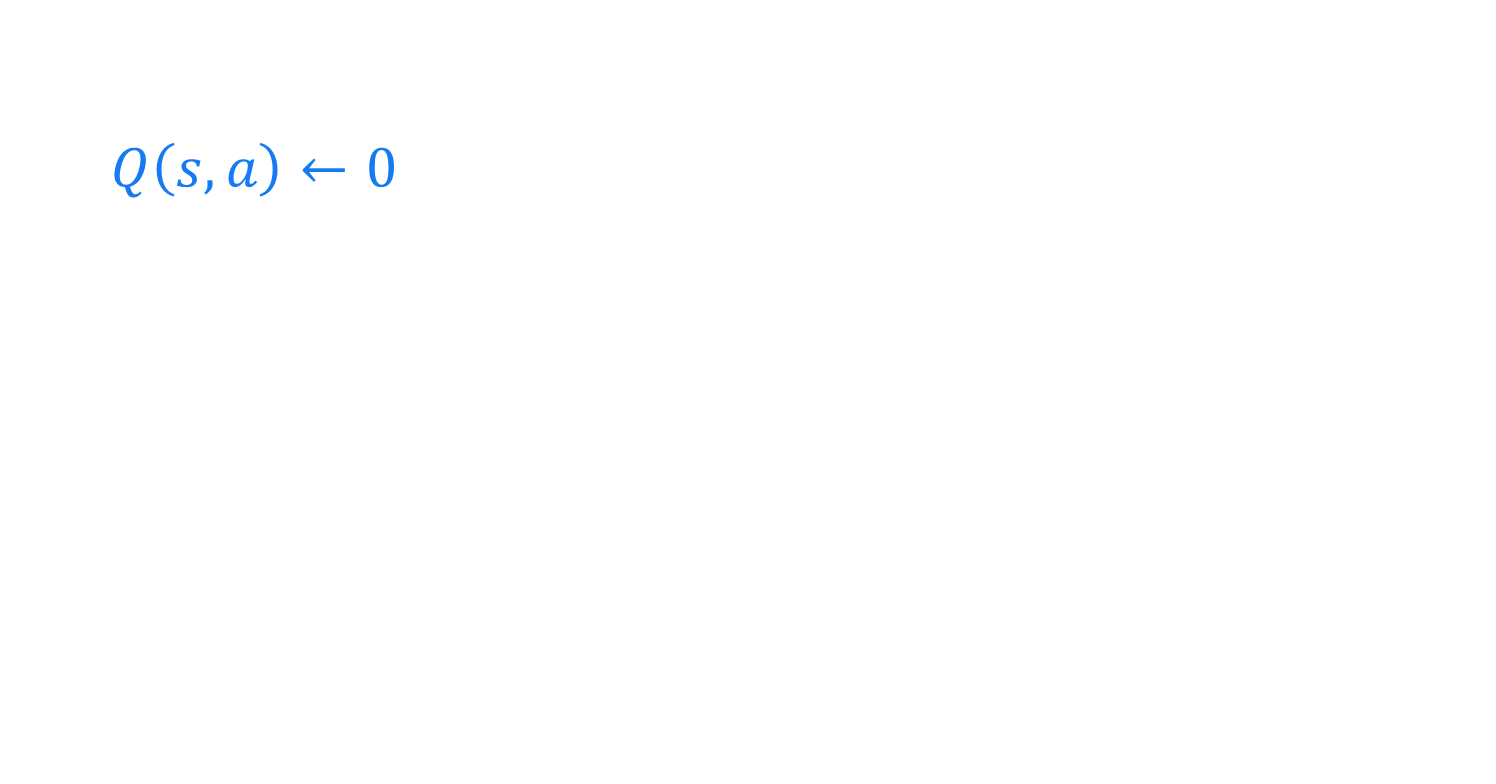 Q(s, a) ← 0